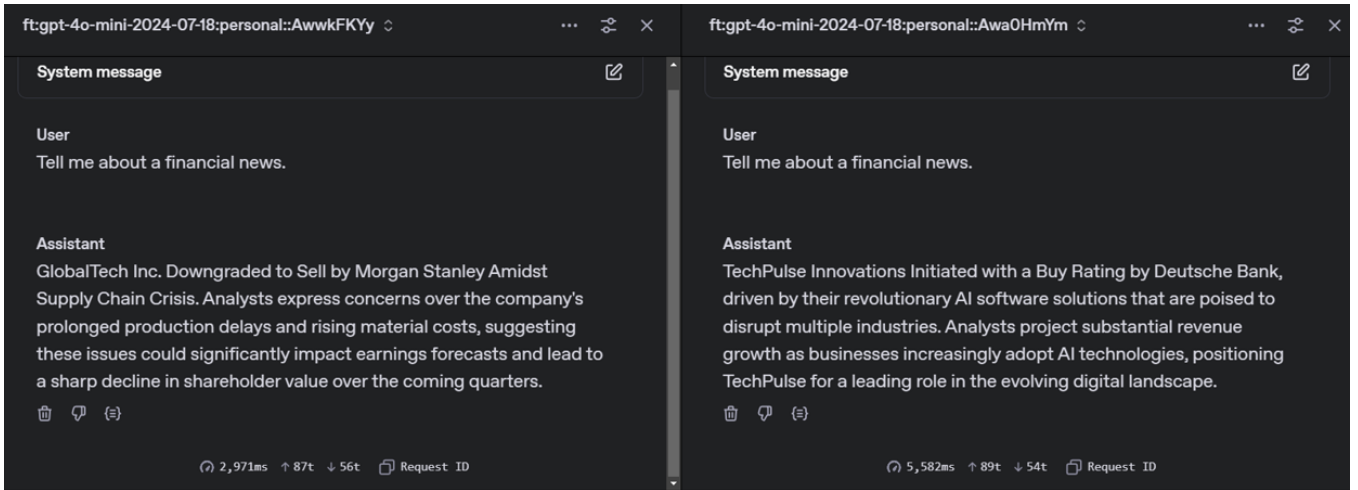 ft:gpt-4o-mini-2024-07-18:personal::AwwkFKYy
System message
User
Tell me about a financial news.
Assistant
GlobalTech Inc. Downgraded to Sell by Morgan Stanley Amidst
Supply Chain Crisis. Analysts express concerns over the company's
prolonged production delays and rising material costs, suggesting
these issues could significantly impact earnings forecasts and lead to
a sharp decline in shareholder value over the coming quarters.
2,971ms ↑87t ↓56t Request ID
ft:gpt-4o-mini-2024-07-18:personal::Awa0HmYm
System message
User
Tell me about a financial news.
Assistant
TechPulse Innovations Initiated with a Buy Rating by Deutsche Bank,
driven by their revolutionary AI software solutions that are poised to
disrupt multiple industries. Analysts project substantial revenue
growth as businesses increasingly adopt AI technologies, positioning
TechPulse for a leading role in the evolving digital landscape.
5,582ms ↑89t ↓54t Request ID